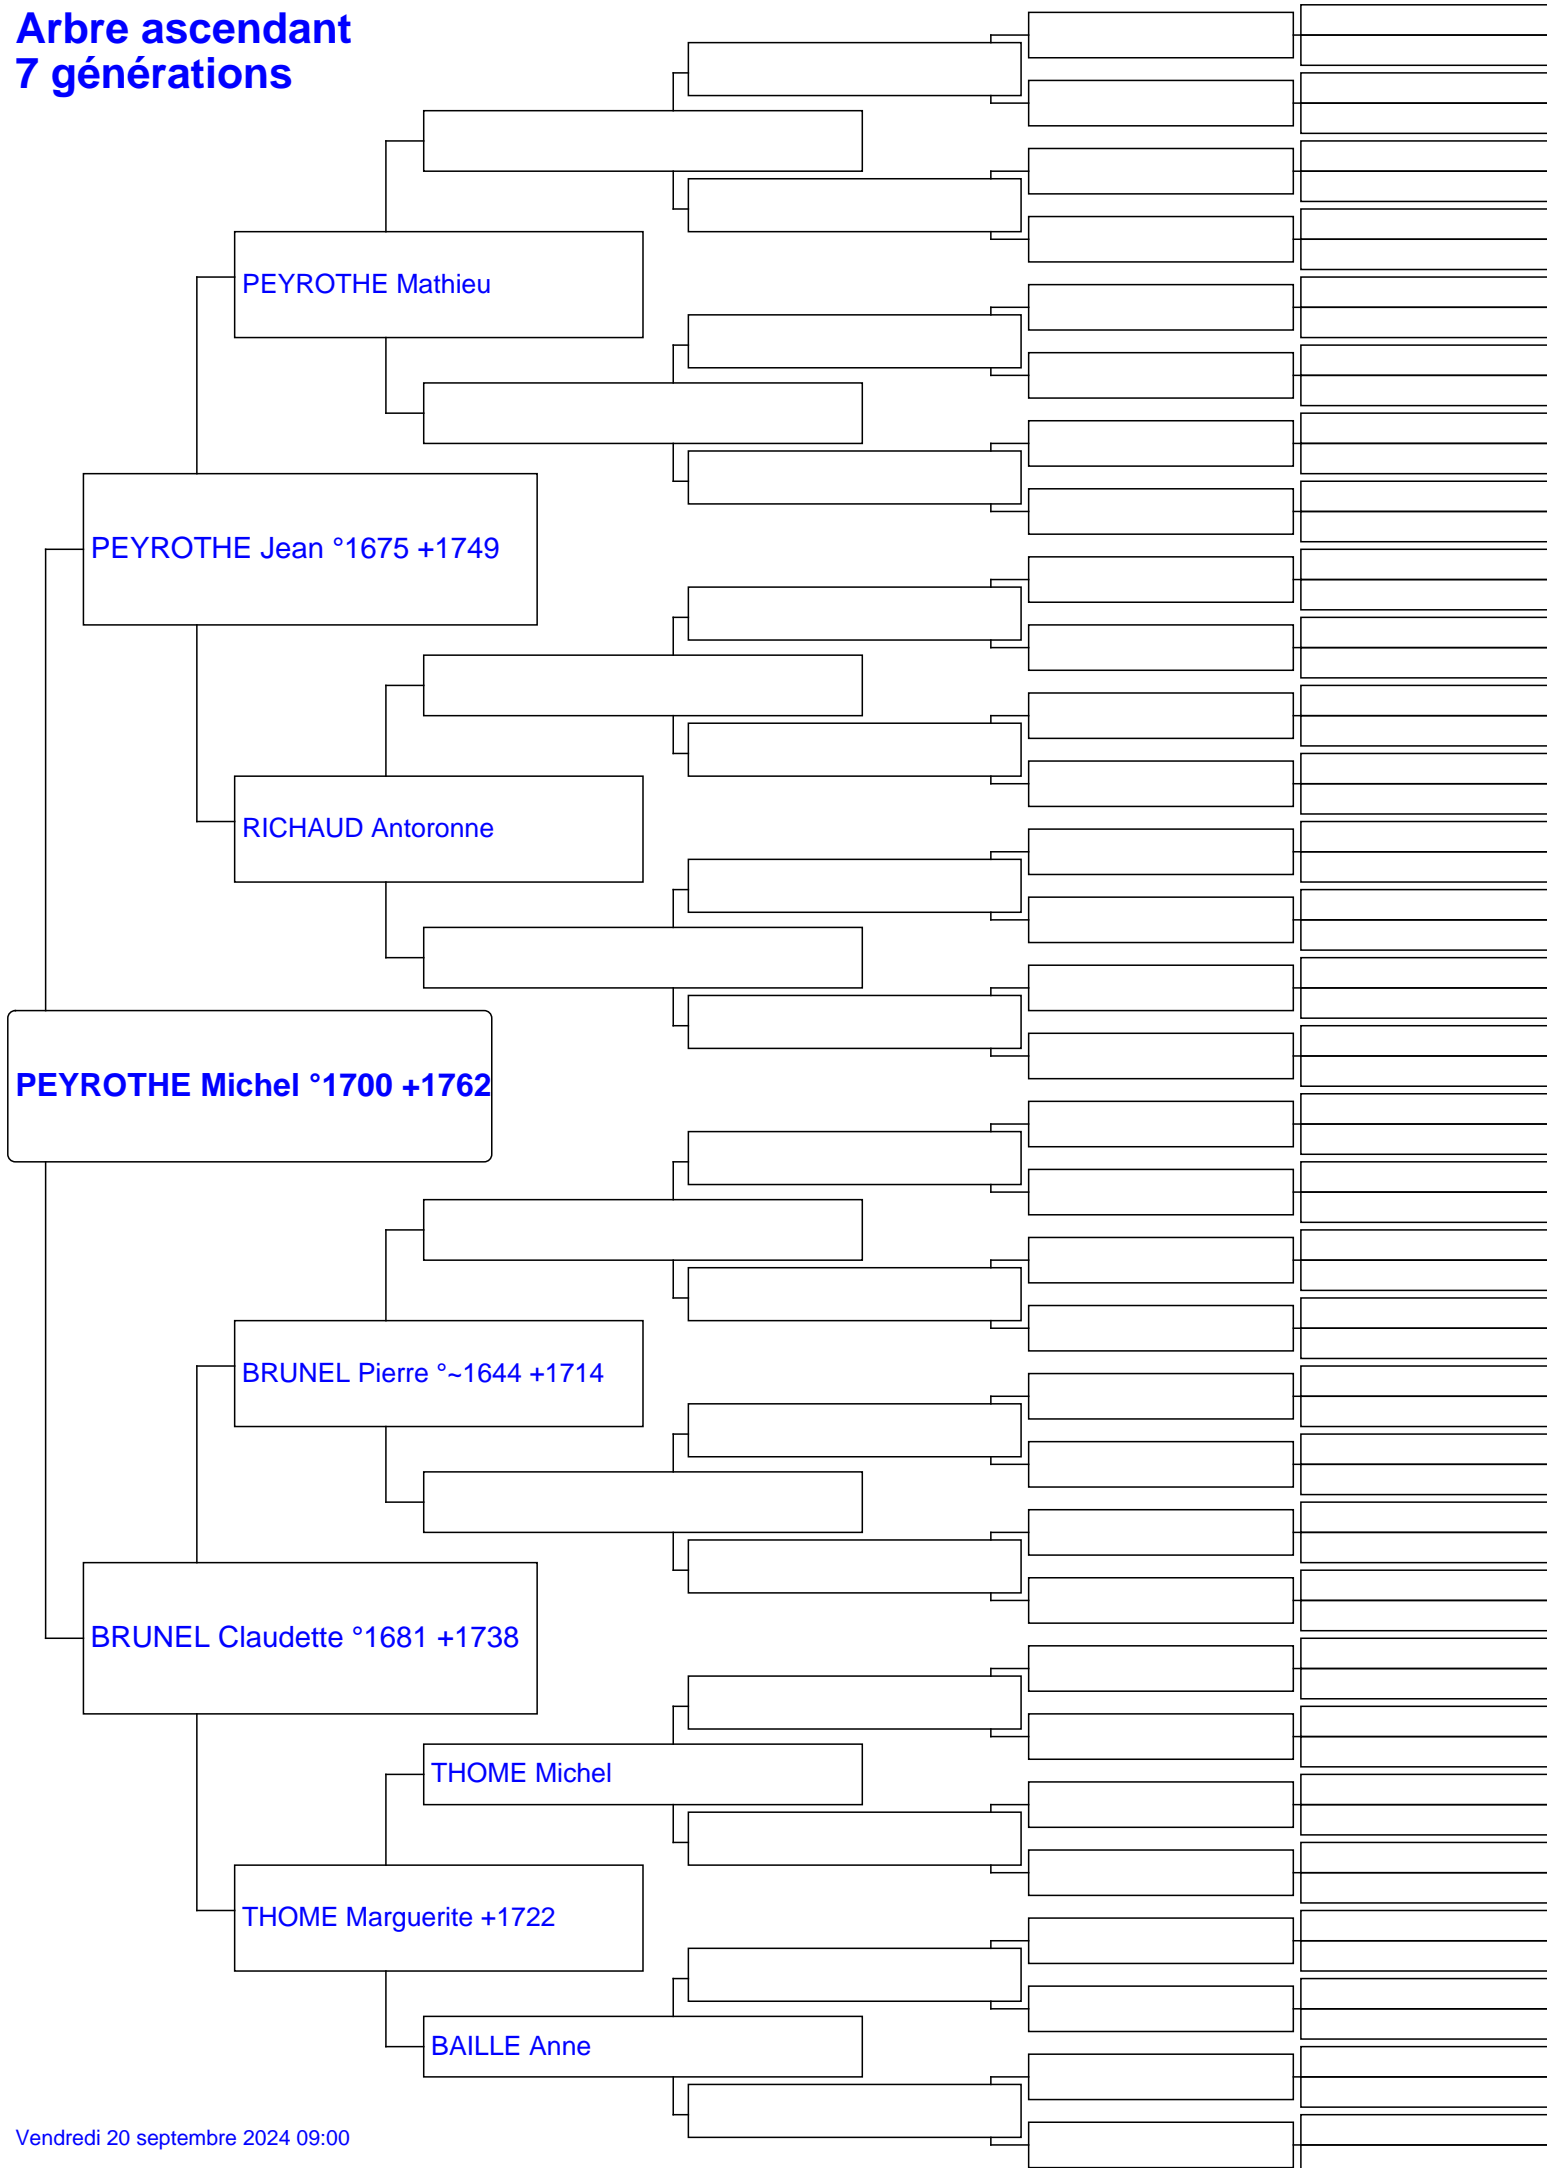 Arbre ascendant
7 générations
PEYROTHE Mathieu
PEYROTHE Jean °1675 +1749
RICHAUD Antoronne
PEYROTHE Michel °1700 +1762
BRUNEL Pierre °~1644 +1714
BRUNEL Claudette °1681 +1738
THOME Michel
THOME Marguerite +1722
BAILLE Anne
Vendredi 20 septembre 2024 09:00